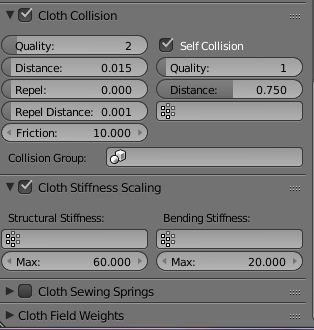 Cloth Collision
Quality: 2
Self Collision
Distance: 0.015
Quality: 1
Repel: 0.000
Distance: 0.750
Repel Distance: 0.001
Friction: 10.000
Collision Group:
Cloth Stiffness Scaling
Structural Stiffness:
Bending Stiffness:
Max: 60.000
Max: 20.000
Cloth Sewing Springs
Cloth Field Weights